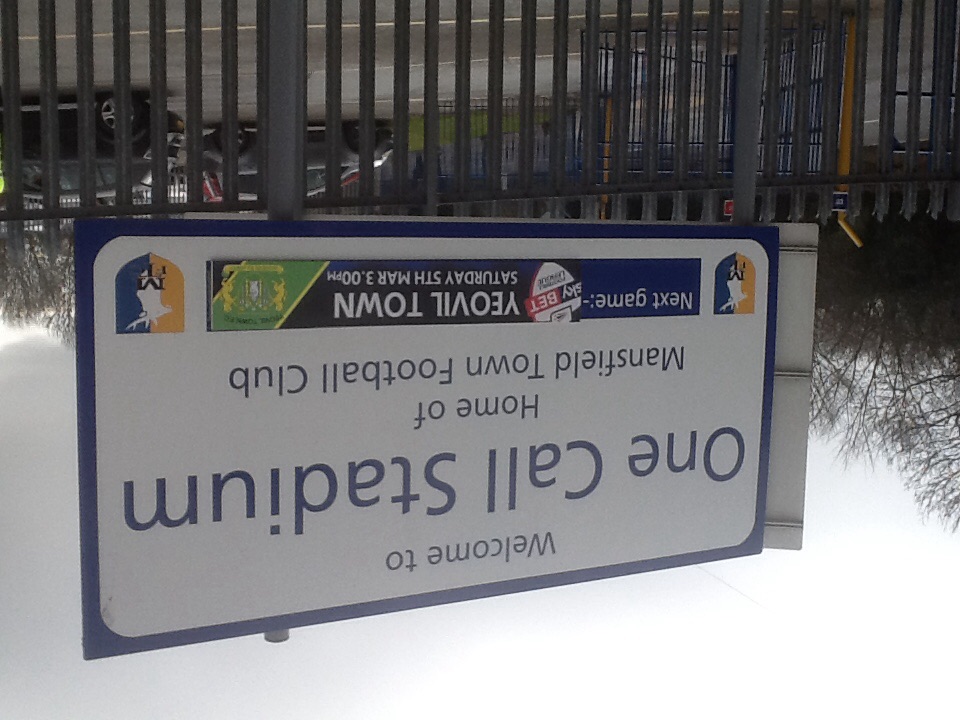 Welcome to
One Call Stadium
Home of
Mansfield Town Football Club
Next game:-
sky BET
YEOVIL TOWN
SATURDAY 5TH MAR 3.00PM